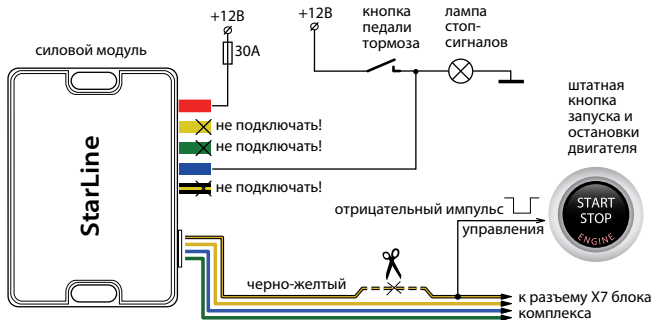 +12В
+12В
кнопка
педали
тормоза
лампа
стоп-
сигналов
силовой модуль
30А
штатная
кнопка
запуска и
остановки
двигателя
не подключать!
не подключать!
не подключать!
StarLine
START
STOP
ENGINE
отрицательный импульс
управления
черно-желтый
к разъему X7 блока
комплекса